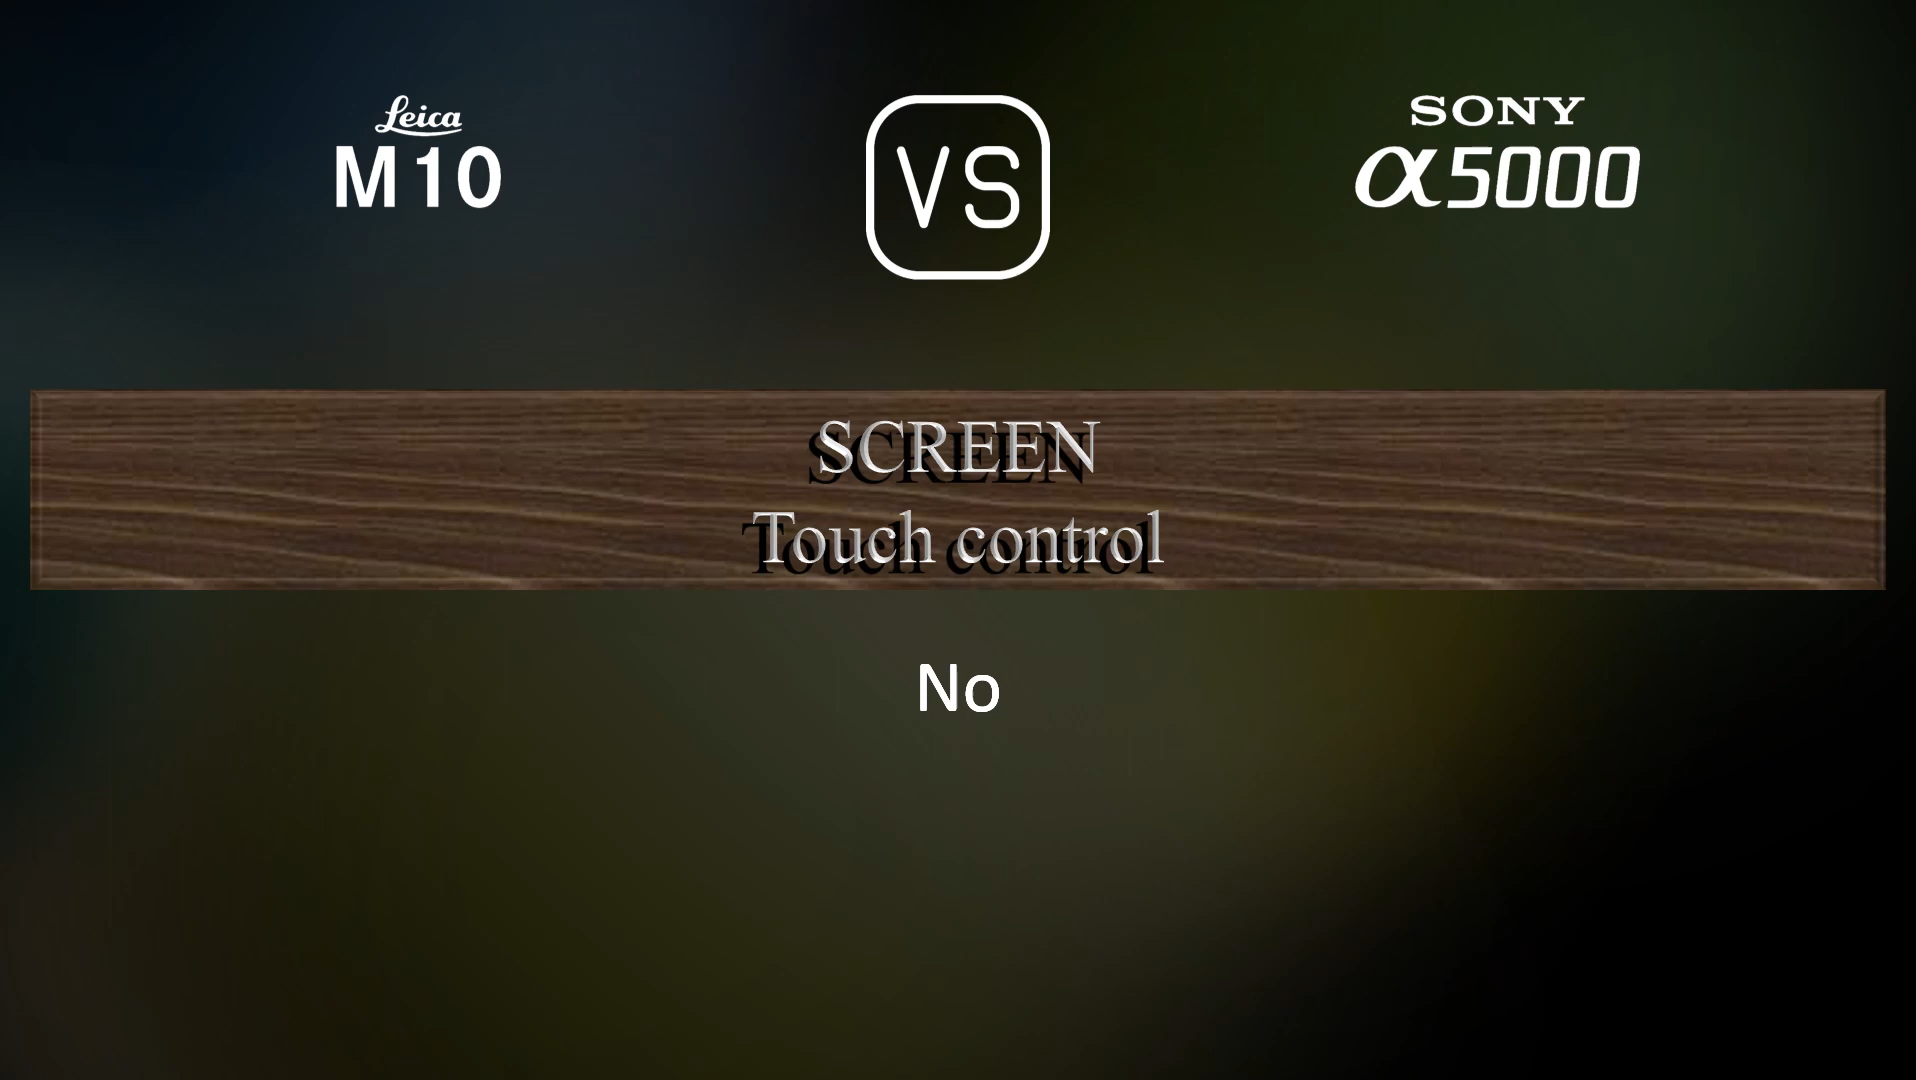 Leica
M10
VS
SONY
α5000
SCREEN
Touch control
No